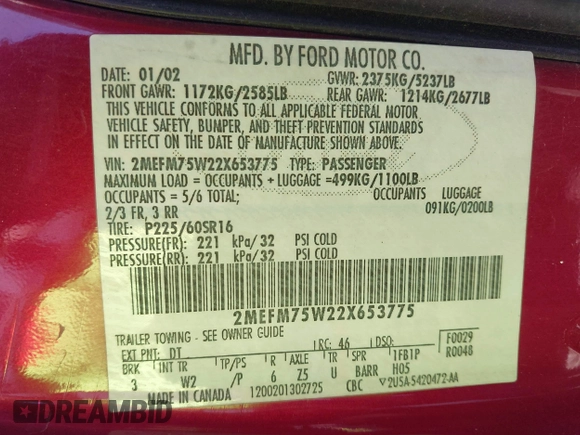 MFD. BY FORD MOTOR CO.
DATE: 01/02 GVWR: 2375KG/5237LB
FRONT GAWR: 1172KG/2585LB REAR GAWR: 1214KG/2677LB
THIS VEHICLE CONFORMS TO ALL APPLICABLE FEDERAL MOTOR
VEHICLE SAFETY, BUMPER, AND THEFT PREVENTION STANDARDS
IN EFFECT ON THE DATE OF MANUFACTURE SHOWN ABOVE.
VIN: 2MEFM75W22X653775 TYPE: PASSENGER
MAXIMUM LOAD = OCCUPANTS + LUGGAGE =499KG/1100LB
OCCUPANTS = 5/6 TOTAL; OCCUPANTS LUGGAGE
2/3 FR, 3 RR 091KG/0200LB
TIRE: P225/60SR16
PRESSURE(FR): 221 kPa/32 PSI COLD
PRESSURE(RR): 221 kPa/32 PSI COLD
2MEFM75W22X653775
TRAILER TOWING - SEE OWNER GUIDE
EXT PNT: DT RC: 46 DSO: F0029
BRK INT TR TP/PS R AXLE TR SPR 1FB1P R0048
3 W2 /P 6 Z5 U BARR H05
MADE IN CANADA 1200201302725 CBC V2USA-5420472-AA
DREAMBID